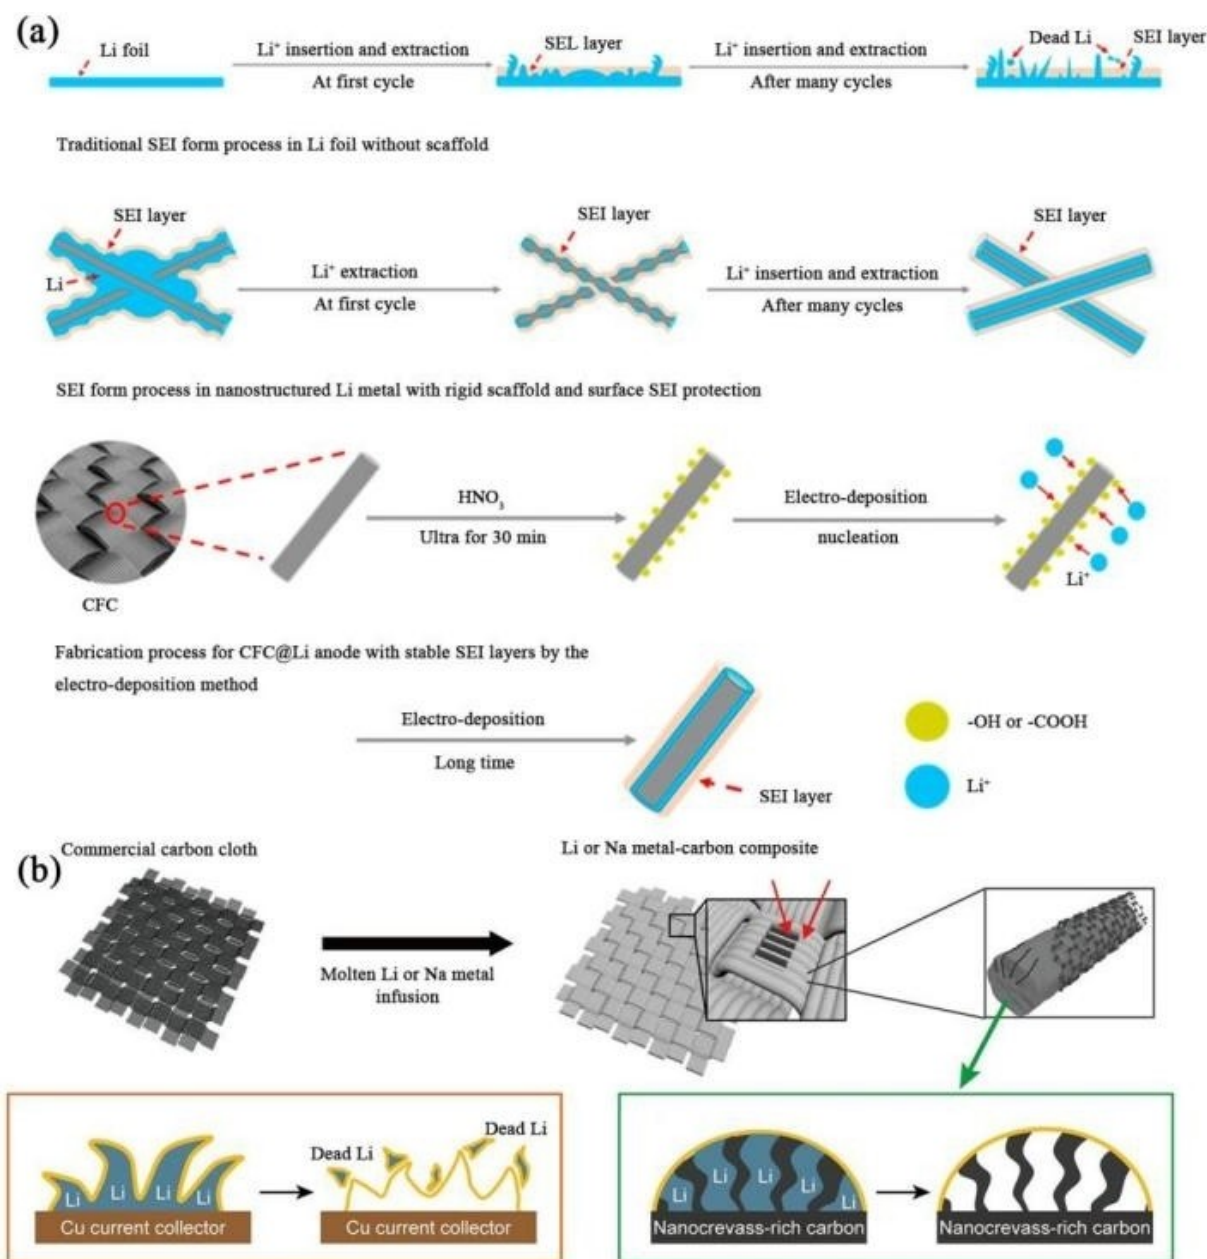 (a)
Li foil
Li⁺ insertion and extraction
At first cycle
SEL layer
Li⁺ insertion and extraction
After many cycles
Dead Li
SEI layer
Traditional SEI form process in Li foil without scaffold
SEI layer
Li
Li⁺ extraction
At first cycle
SEI layer
Li⁺ insertion and extraction
After many cycles
SEI layer
SEI form process in nanostructured Li metal with rigid scaffold and surface SEI protection
CFC
HNO₃
Ultra for 30 min
Electro-deposition
nucleation
Li⁺
Fabrication process for CFC@Li anode with stable SEI layers by the
electro-deposition method
Electro-deposition
Long time
SEI layer
-OH or -COOH
Li⁺
(b)
Commercial carbon cloth
Molten Li or Na metal
infusion
Li or Na metal-carbon composite
Li Li Li Li
Cu current collector
Dead Li
Dead Li
Cu current collector
Li Li Li Li Li
Nanocrevass-rich carbon
Nanocrevass-rich carbon